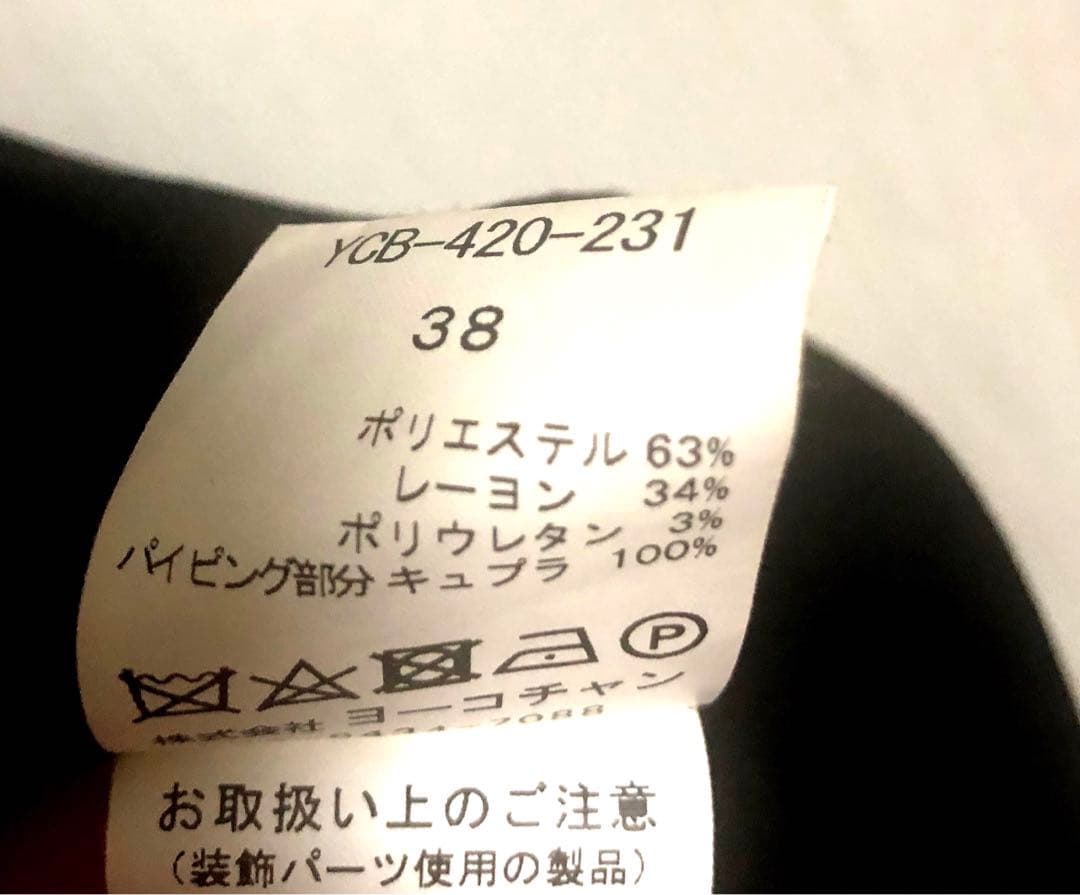 YCB-420-231
38
ポリエステル 63%
レーヨン 34%
ポリウレタン 3%
パイピング部分 キュプラ 100%
P
株式会社 ヨーコチャン
7088
お取扱い上のご注意
(装飾パーツ使用の製品)